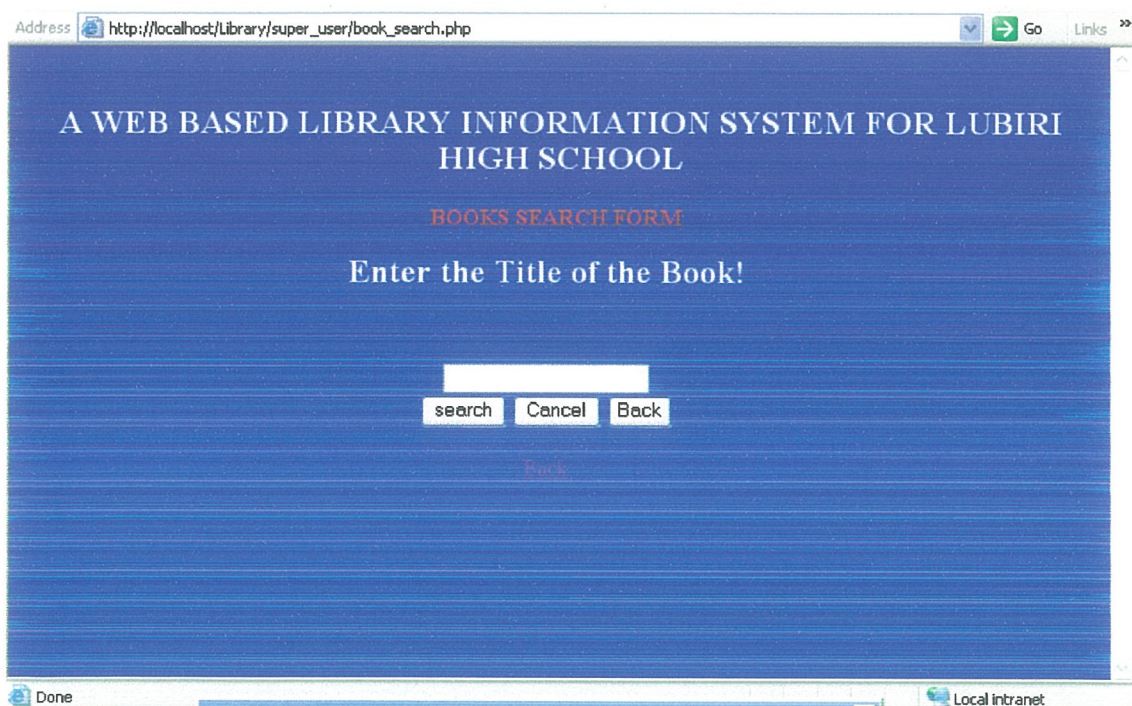 Address http://localhost/Library/super_user/book_search.php Go Links »
A WEB BASED LIBRARY INFORMATION SYSTEM FOR LUBIRI
HIGH SCHOOL
BOOKS SEARCH FORM
Enter the Title of the Book!
search Cancel Back
Back
Done Local intranet